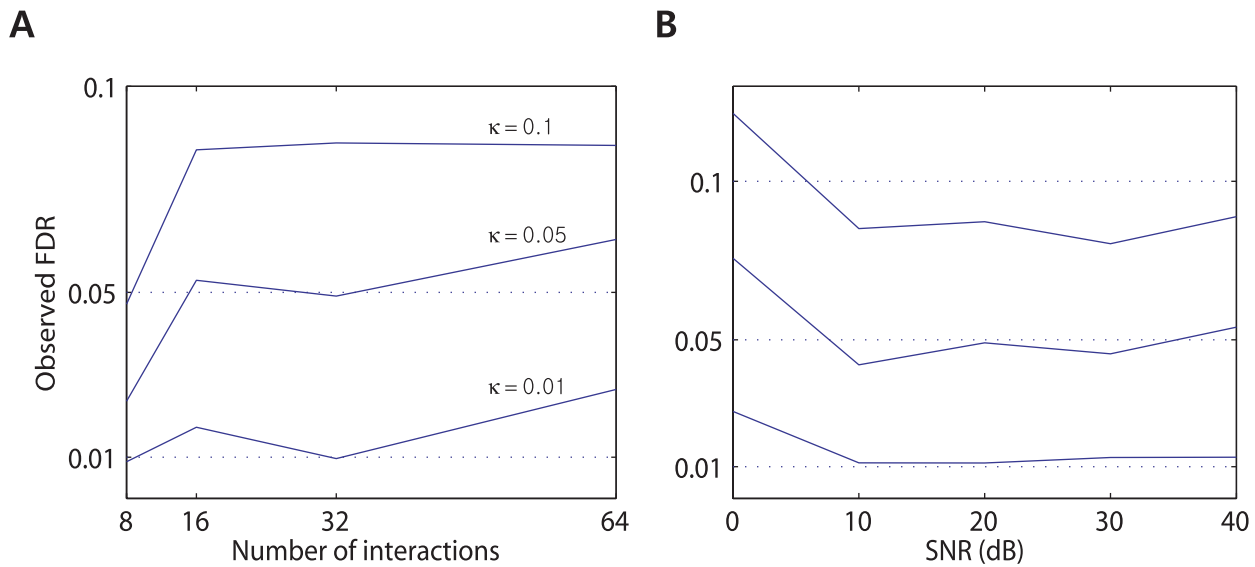 A
B
0.1
κ = 0.1
0.1
κ = 0.05
Observed FDR
0.05
0.05
κ = 0.01
0.01
0.01
8 16 32 64
0 10 20 30 40
Number of interactions
SNR (dB)